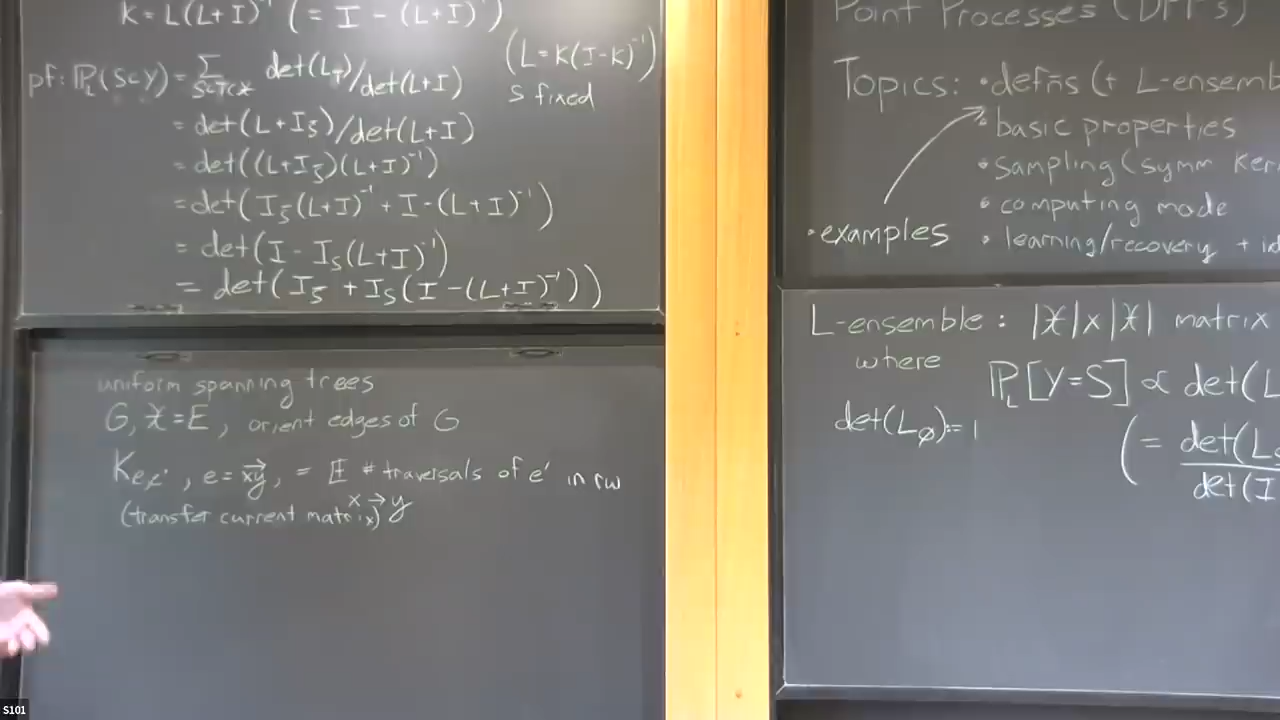 K = L(L+I)⁻¹ (= I - (L+I)⁻¹)
(L = K(I-K)⁻¹)
pf: ℙ_L(S⊂Y) = Σ_{S⊂T⊂𝒳} det(L_T)/det(L+I)
S fixed
= det(L+I_S̄)/det(L+I)
= det((L+I_S̄)(L+I)⁻¹)
= det(I_S̄(L+I)⁻¹ + I-(L+I)⁻¹)
= det(I - I_S(L+I)⁻¹)
= det(I_S̄ + I_S(I-(L+I)⁻¹))
uniform spanning trees
G, 𝒳=E, orient edges of G
K_{e,e'}, e = x⃗y, = 𝔼 # traversals of e' in rw
x → y
(transfer current matrix)
Point Processes (DPPs)
Topics: • defns (+ L-ensemb
• basic properties
• sampling (symm Ker
• computing mode
• examples • learning/recovery + id
L-ensemble: |𝒳|x|𝒳| matrix
where
ℙ_L[Y=S] ∝ det(L
det(L_∅):=1
(= det(L_S
det(I
S101